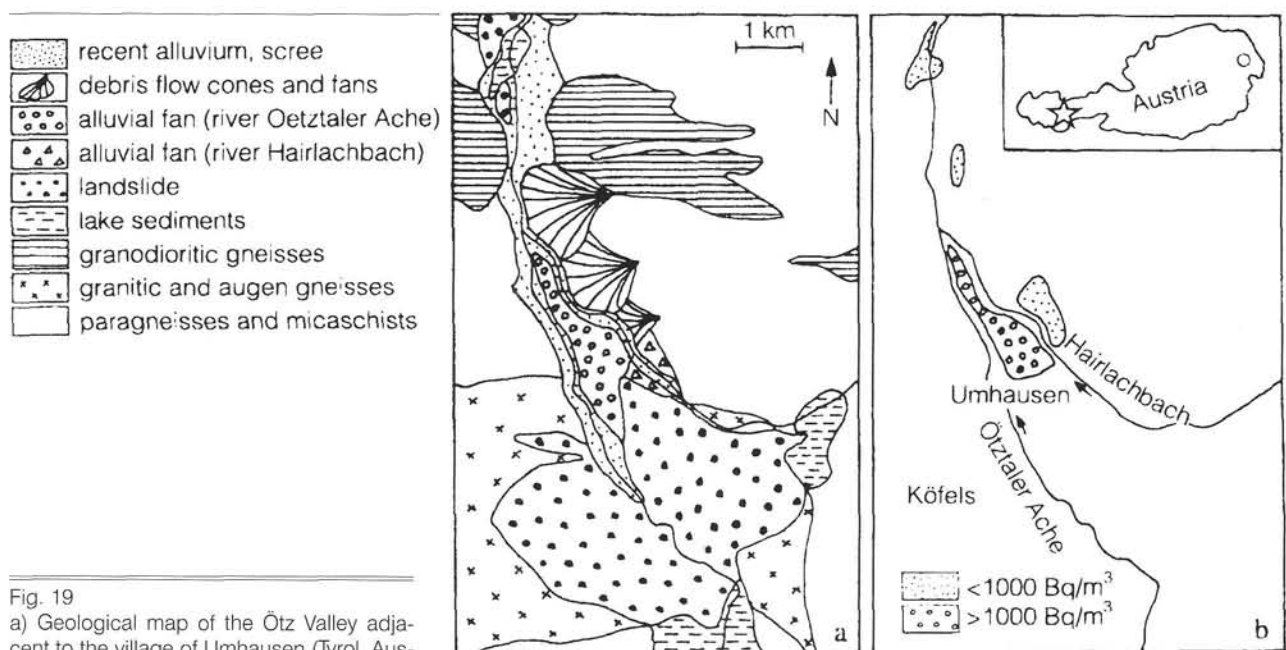 recent alluvium, scree
debris flow cones and fans
alluvial fan (river Oetztaler Ache)
alluvial fan (river Hairlachbach)
landslide
lake sediments
granodioritic gneisses
granitic and augen gneisses
paragneisses and micaschists
Fig. 19
a) Geological map of the Ötz Valley adja-
cent to the village of Umhausen (Tyrol, Aus-
1 km
N
a
Austria
Hairlachbach
Umhausen
Ötztaler Ache
Köfels
<1000 Bq/m³
>1000 Bq/m³
b